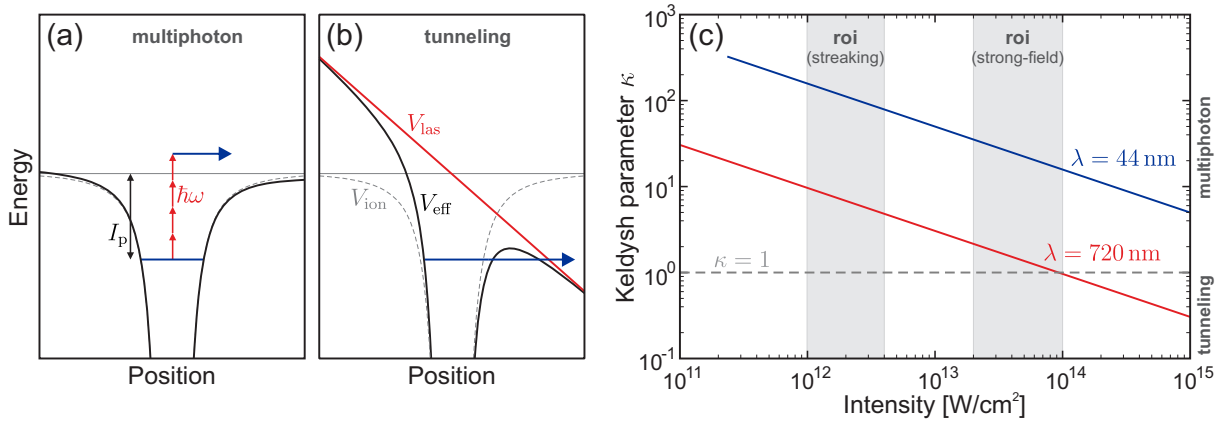 (a)
multiphoton
Energy
I_p
ħω
Position
(b)
tunneling
V_las
V_ion
V_eff
Position
(c)
roi
(streaking)
roi
(strong-field)
Keldysh parameter κ
10^3
10^2
10^1
10^0
10^-1
λ = 44 nm
λ = 720 nm
κ = 1
10^11
10^12
10^13
10^14
10^15
Intensity [W/cm^2]
multiphoton
tunneling